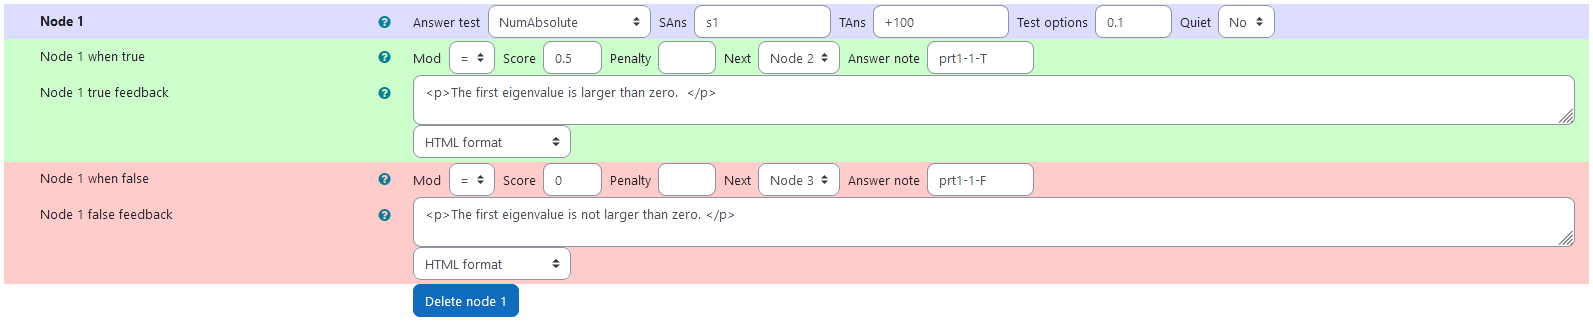 Node 1 Answer test NumAbsolute SAns s1 TAns +100 Test options 0.1 Quiet No
Node 1 when true Mod = Score 0.5 Penalty Next Node 2 Answer note prt1-1-T
Node 1 true feedback <p>The first eigenvalue is larger than zero.  </p>
HTML format
Node 1 when false Mod = Score 0 Penalty Next Node 3 Answer note prt1-1-F
Node 1 false feedback <p>The first eigenvalue is not larger than zero. </p>
HTML format
Delete node 1